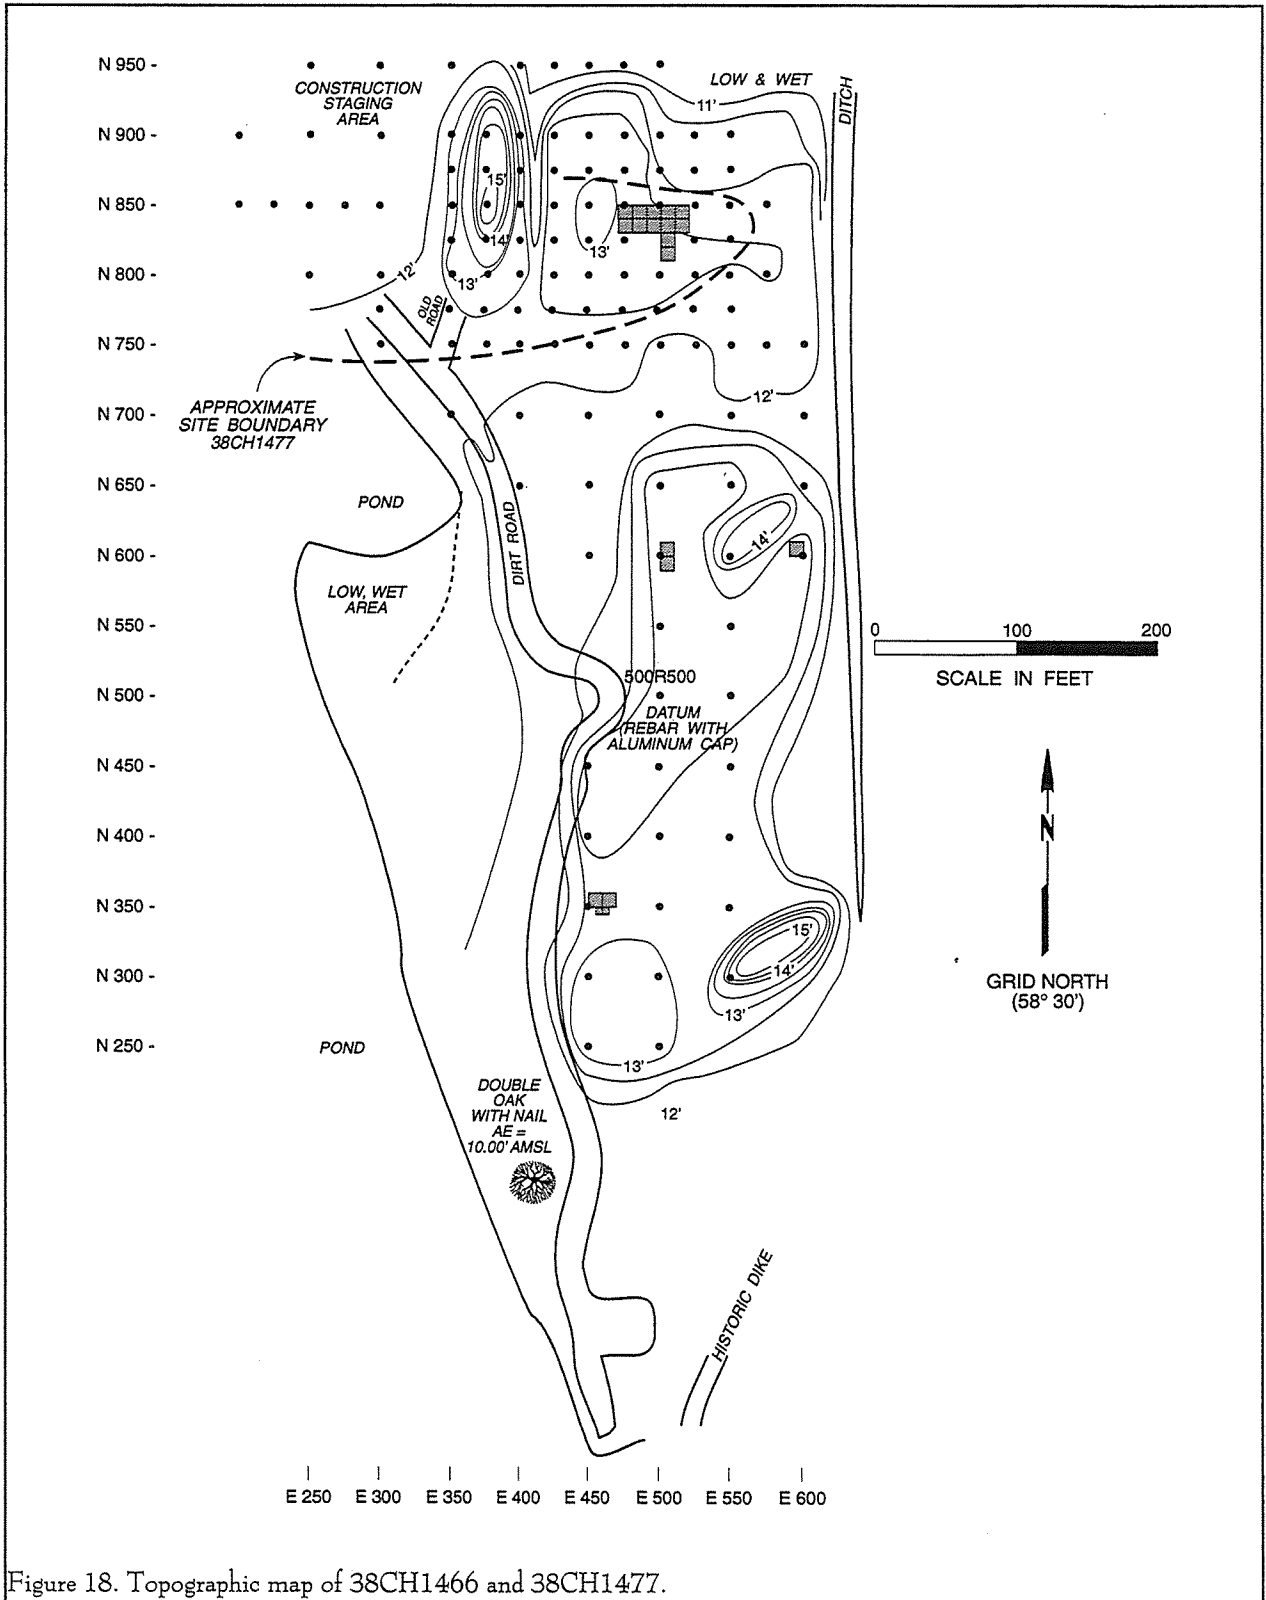 N 950 -
CONSTRUCTION
STAGING
AREA
LOW & WET
DITCH
11'
N 900 -
15'
N 850 -
14'
13'
N 800 -
12'
13'
OLD
ROAD
N 750 -
12'
APPROXIMATE
SITE BOUNDARY
38CH1477
N 700 -
N 650 -
POND
DIRT ROAD
14'
N 600 -
LOW, WET
AREA
N 550 -
0 100 200
SCALE IN FEET
500R500
N 500 -
DATUM
(REBAR WITH
ALUMINUM CAP)
N 450 -
N 400 -
N
N 350 -
15'
14'
N 300 -
GRID NORTH
(58° 30')
13'
N 250 -
POND
13'
12'
DOUBLE
OAK
WITH NAIL
AE =
10.00' AMSL
HISTORIC DIKE
E 250 E 300 E 350 E 400 E 450 E 500 E 550 E 600
Figure 18. Topographic map of 38CH1466 and 38CH1477.